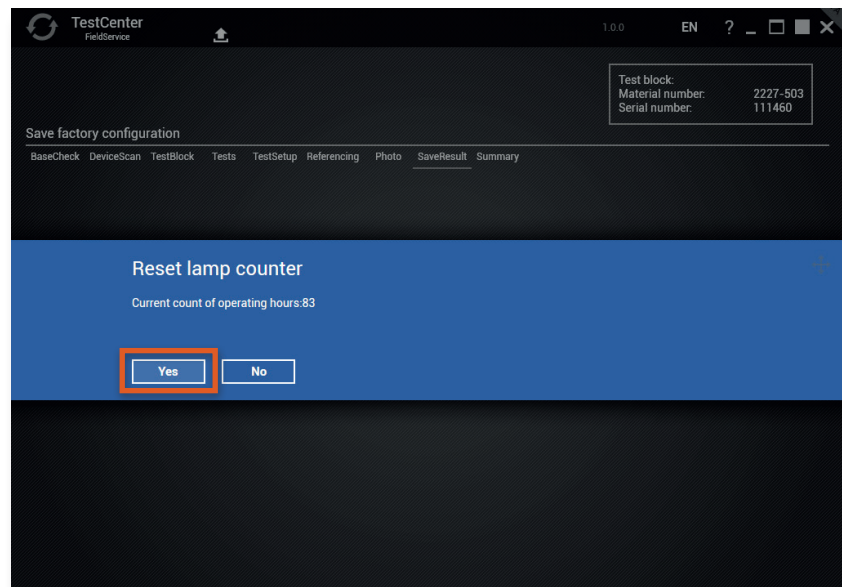 TestCenter
FieldService
1.0.0 EN ?
Test block:
Material number: 2227-503
Serial number: 111460
Save factory configuration
BaseCheck DeviceScan TestBlock Tests TestSetup Referencing Photo SaveResult Summary
Reset lamp counter
Current count of operating hours:83
Yes No